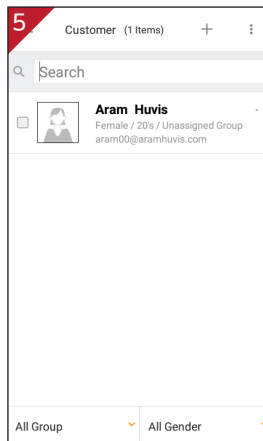 5
Customer (1 Items)
Search
Aram Huvis
Female / 20's / Unassigned Group
aram00@aramhuvis.com
All Group
All Gender